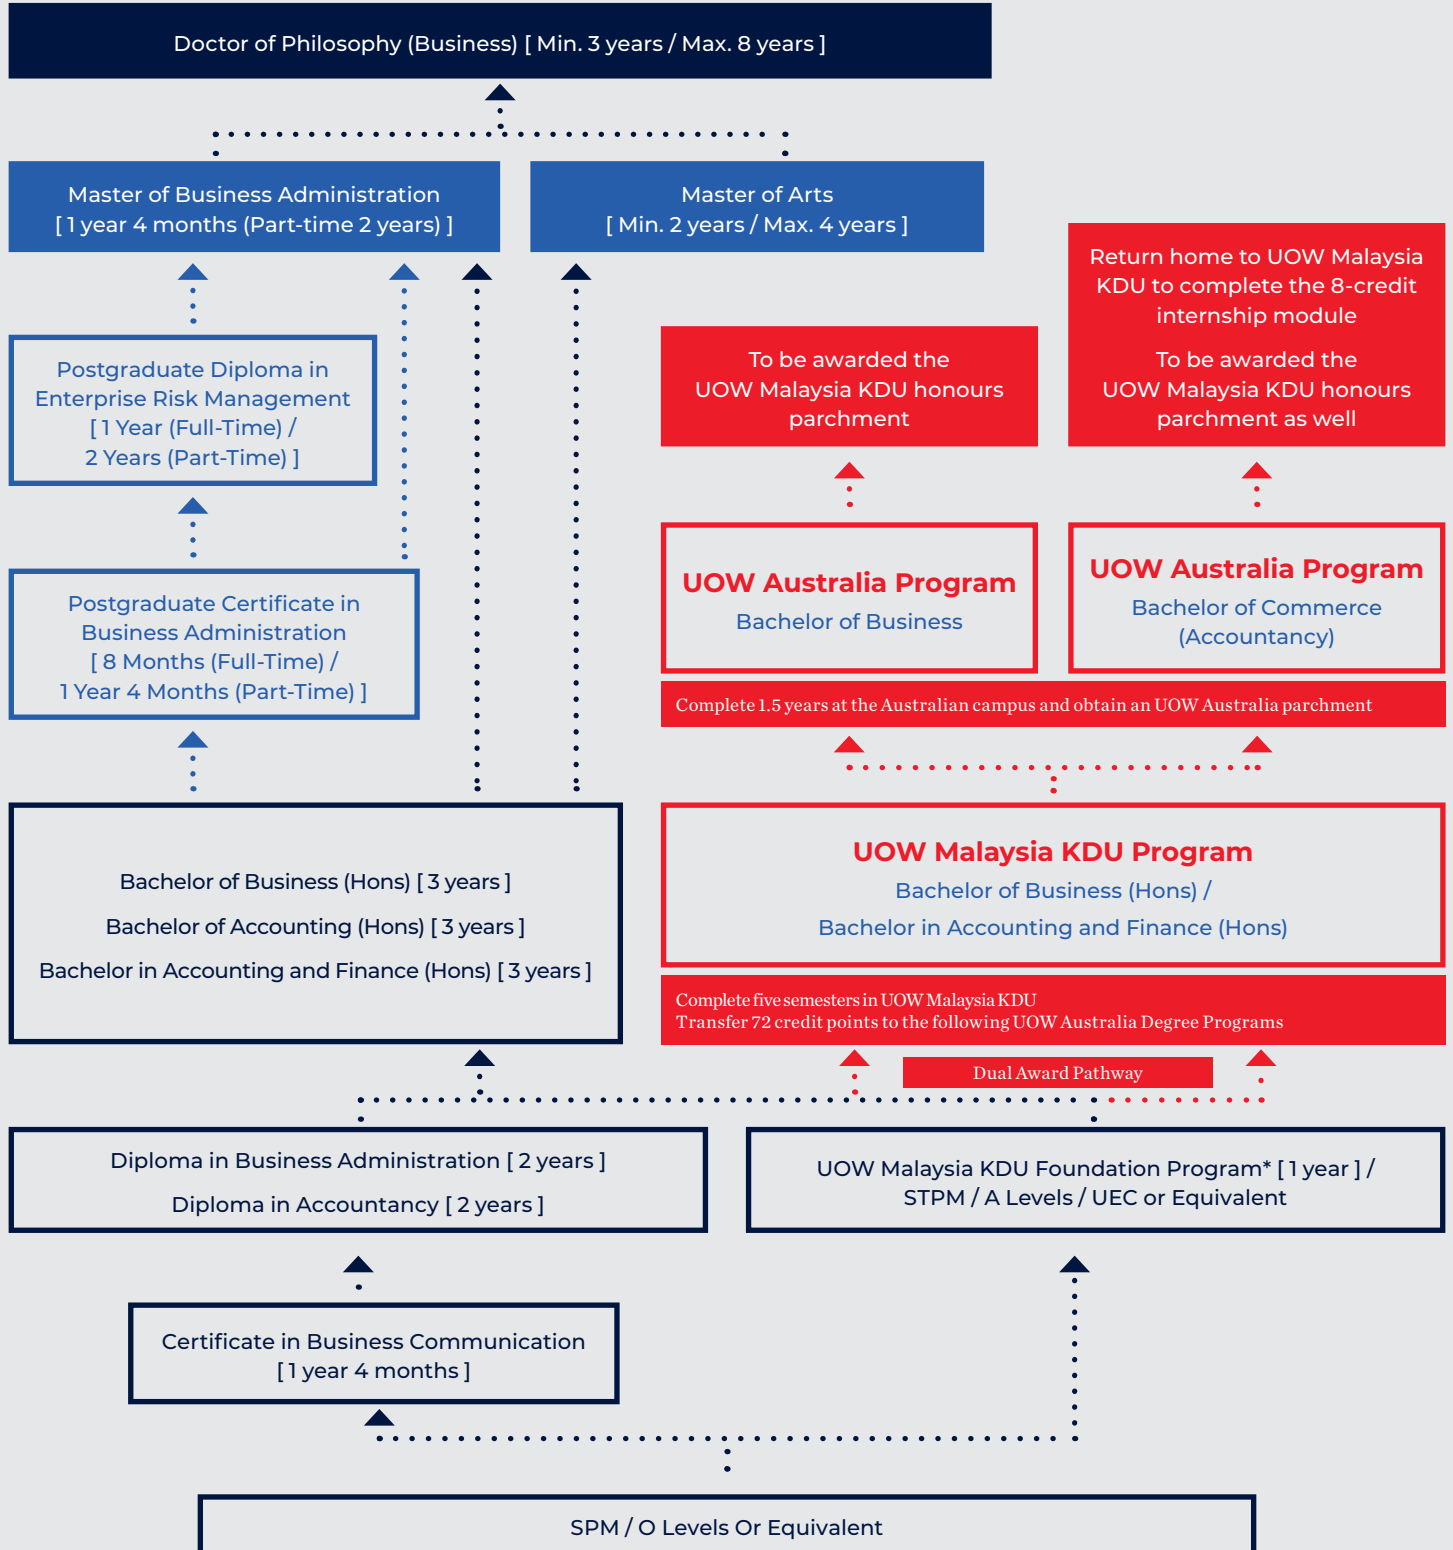 Doctor of Philosophy (Business) [ Min. 3 years / Max. 8 years ]
Master of Business Administration
[ 1 year 4 months (Part-time 2 years) ]
Master of Arts
[ Min. 2 years / Max. 4 years ]
Return home to UOW Malaysia
KDU to complete the 8-credit
internship module
To be awarded the
UOW Malaysia KDU honours
parchment as well
To be awarded the
UOW Malaysia KDU honours
parchment
Postgraduate Diploma in
Enterprise Risk Management
[ 1 Year (Full-Time) /
2 Years (Part-Time) ]
UOW Australia Program
Bachelor of Business
UOW Australia Program
Bachelor of Commerce
(Accountancy)
Postgraduate Certificate in
Business Administration
[ 8 Months (Full-Time) /
1 Year 4 Months (Part-Time) ]
Complete 1.5 years at the Australian campus and obtain an UOW Australia parchment
Bachelor of Business (Hons) [ 3 years ]
Bachelor of Accounting (Hons) [ 3 years ]
Bachelor in Accounting and Finance (Hons) [ 3 years ]
UOW Malaysia KDU Program
Bachelor of Business (Hons) /
Bachelor in Accounting and Finance (Hons)
Complete five semesters in UOW Malaysia KDU
Transfer 72 credit points to the following UOW Australia Degree Programs
Dual Award Pathway
Diploma in Business Administration [ 2 years ]
Diploma in Accountancy [ 2 years ]
UOW Malaysia KDU Foundation Program* [ 1 year ] /
STPM / A Levels / UEC or Equivalent
Certificate in Business Communication
[ 1 year 4 months ]
SPM / O Levels Or Equivalent